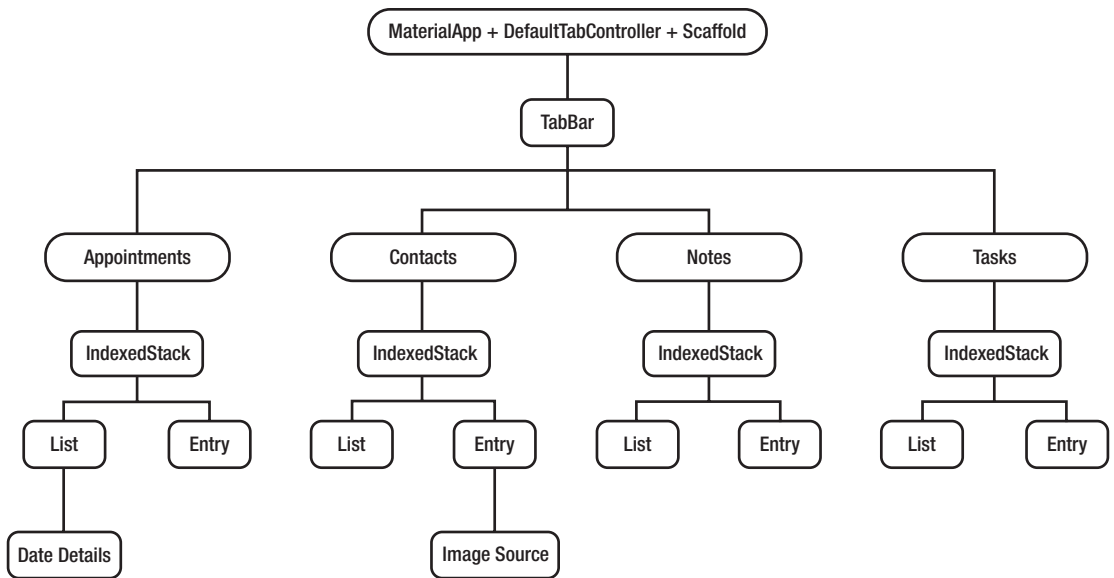 MaterialApp + DefaultTabController + Scaffold
TabBar
Appointments
Contacts
Notes
Tasks
IndexedStack
IndexedStack
IndexedStack
IndexedStack
List
Entry
List
Entry
List
Entry
List
Entry
Date Details
Image Source